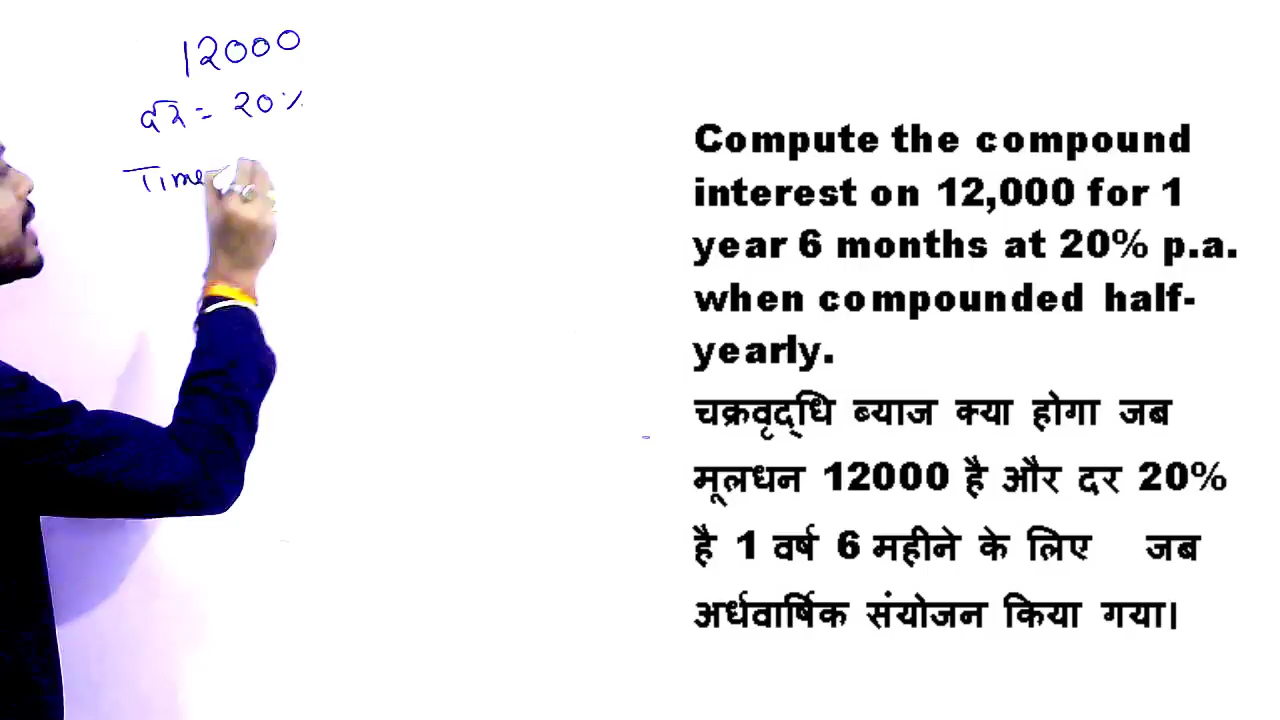 12000
दर = 20%
Time
Compute the compound
interest on 12,000 for 1
year 6 months at 20% p.a.
when compounded half-
yearly.
चक्रवृद्धि ब्याज क्या होगा जब
मूलधन 12000 है और दर 20%
है 1 वर्ष 6 महीने के लिए जब
अर्धवार्षिक संयोजन किया गया।